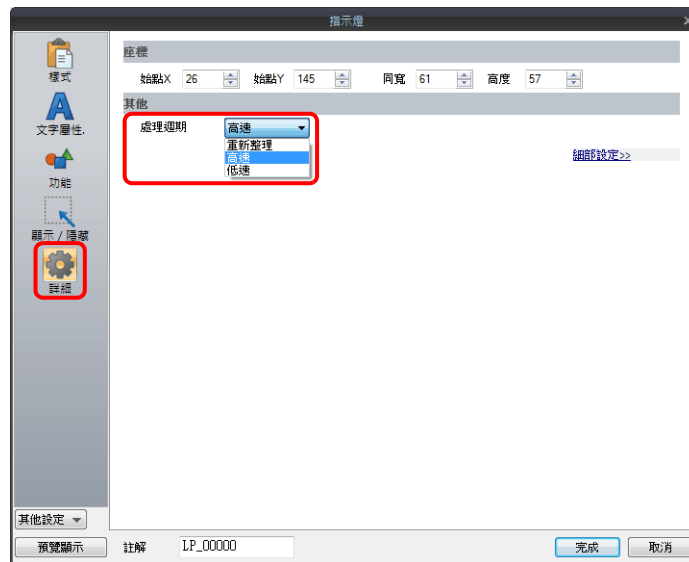 指示燈
樣式
文字屬性.
功能
顯示 / 隱藏
詳細
座標
始點X 26 始點Y 145 同寬 61 高度 57
其他
處理週期 高速
重新整理
高速
低速
細部設定>>
其他設定
預覽顯示 註解 LP_00000 完成 取消